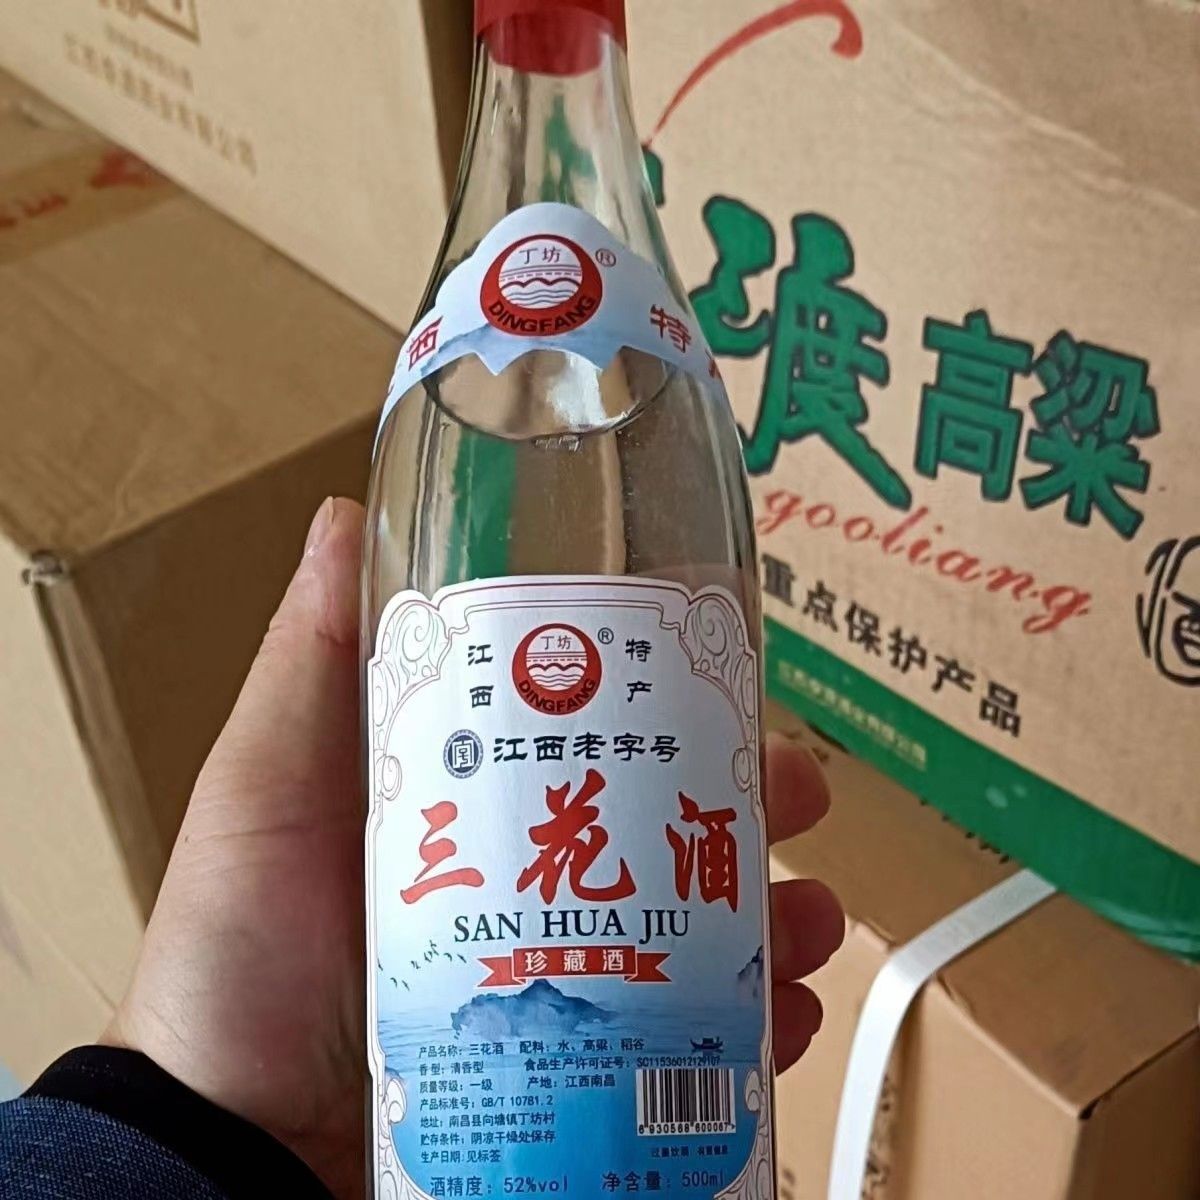 丁坊
®
DINGFANG
西
特
江西
丁坊
®
DINGFANG
特产
江西老字号
三花酒
SAN HUA JIU
珍藏酒
产品名称：三花酒 配料：水、高粱、稻谷
香型：清香型 食品生产许可证号：SC11536012129107
质量等级：一级 产地：江西南昌
产品标准号：GB/T 10781.2
地址：南昌县向塘镇丁坊村
贮存条件：阴凉干燥处保存
生产日期：见标签
6 930568 600067
酒精度：52%vol 净含量：500ml
渡高粱
gooliang
重点保护产品
酒